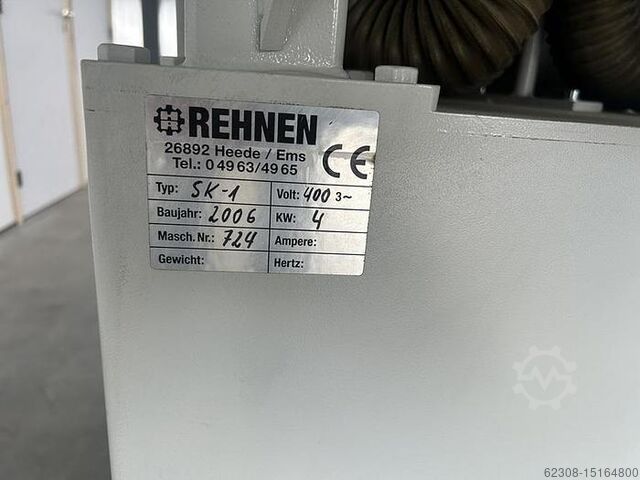 REHNEN
26892 Heede / Ems
Tel.: 0 49 63/49 65
CE
Typ: SK-1 Volt: 400 3~
Baujahr: 2006 KW: 4
Masch. Nr.: 724 Ampere:
Gewicht: Hertz:
62308-15164800